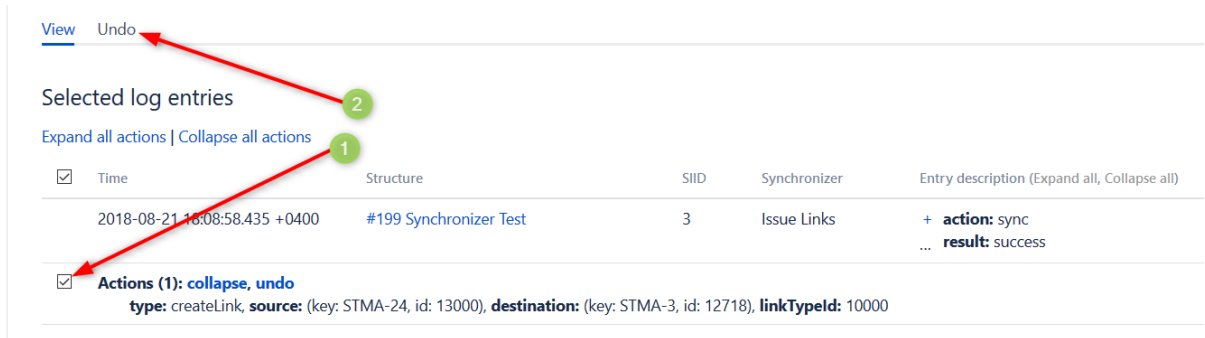 View Undo
2
Selected log entries
Expand all actions | Collapse all actions
1
Time Structure SIID Synchronizer Entry description (Expand all, Collapse all)
2018-08-21 18:08:58.435 +0400 #199 Synchronizer Test 3 Issue Links + action: sync
... result: success
Actions (1): collapse, undo
type: createLink, source: (key: STMA-24, id: 13000), destination: (key: STMA-3, id: 12718), linkTypeId: 10000